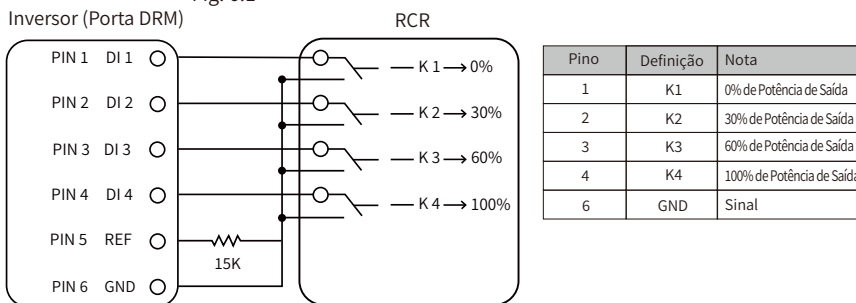 Inversor (Porta DRM)
RCR
PIN 1 DI 1
PIN 2 DI 2
PIN 3 DI 3
PIN 4 DI 4
PIN 5 REF
PIN 6 GND
15K
K 1 → 0%
K 2 → 30%
K 3 → 60%
K 4 → 100%
Pino Definição Nota
1 K1 0% de Potência de Saída
2 K2 30% de Potência de Saída
3 K3 60% de Potência de Saída
4 K4 100% de Potência de Saída
6 GND Sinal